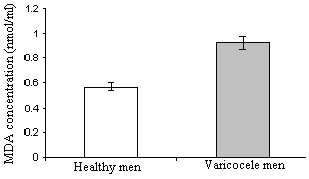 MDA concentration (nmol/ml)
1.2
1
0.8
0.6
0.4
0.2
0
Healthy men
Varicocele men